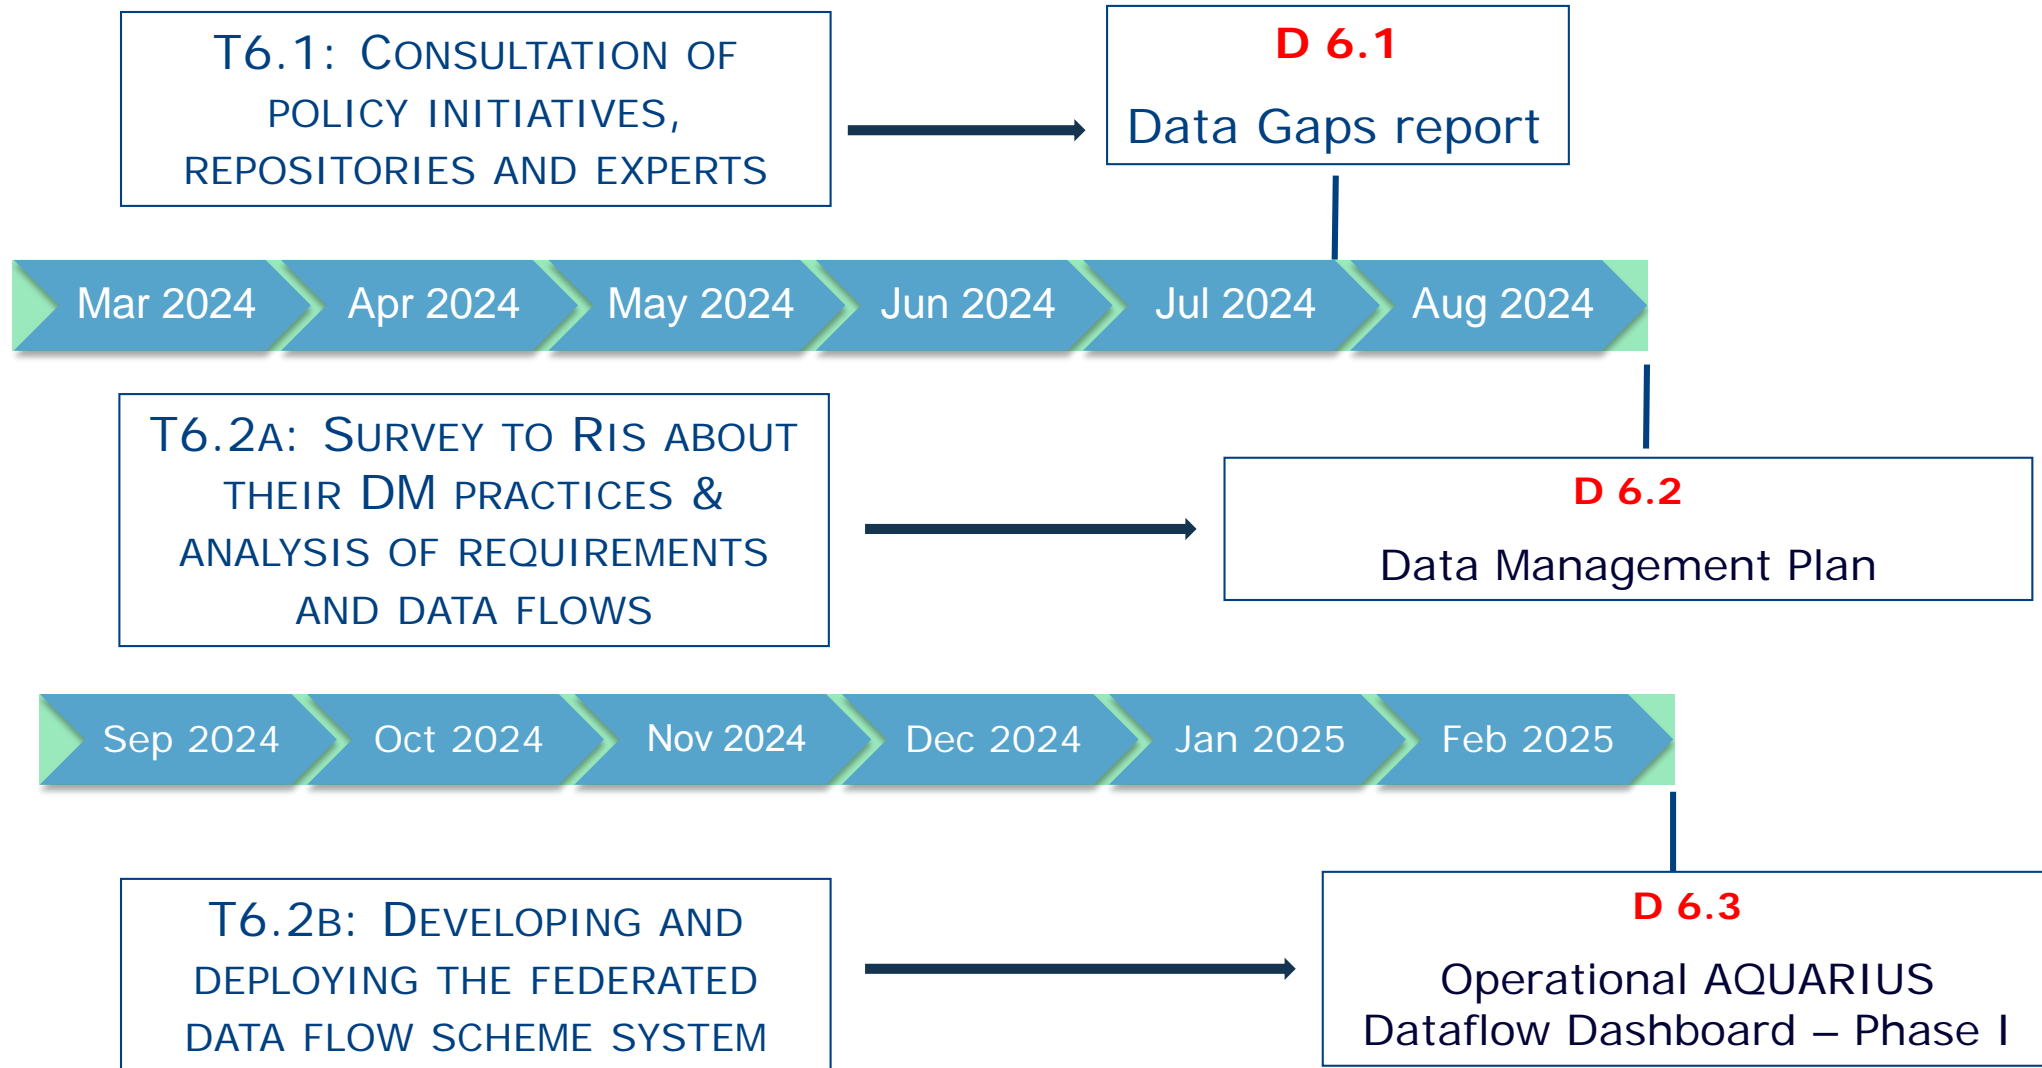 T6.1: Consultation of
policy initiatives,
repositories and experts
D 6.1
Data Gaps report
Mar 2024
Apr 2024
May 2024
Jun 2024
Jul 2024
Aug 2024
T6.2a: Survey to Ris about
their DM practices &
analysis of requirements
and data flows
D 6.2
Data Management Plan
Sep 2024
Oct 2024
Nov 2024
Dec 2024
Jan 2025
Feb 2025
T6.2b: Developing and
deploying the federated
data flow scheme system
D 6.3
Operational AQUARIUS
Dataflow Dashboard – Phase I